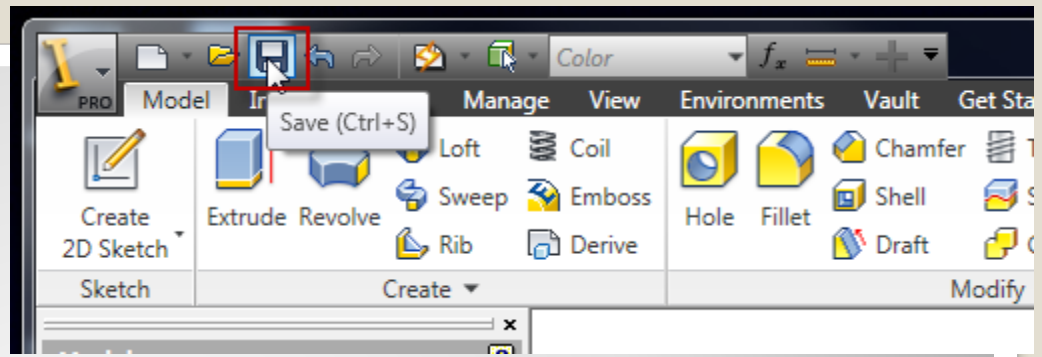 Color
PRO Model Manage View Environments Vault Get Sta
Save (Ctrl+S)
Loft Coil Chamfer
Sweep Emboss Shell
Create Extrude Revolve Hole Fillet
2D Sketch Rib Derive Draft
Sketch Create Modify